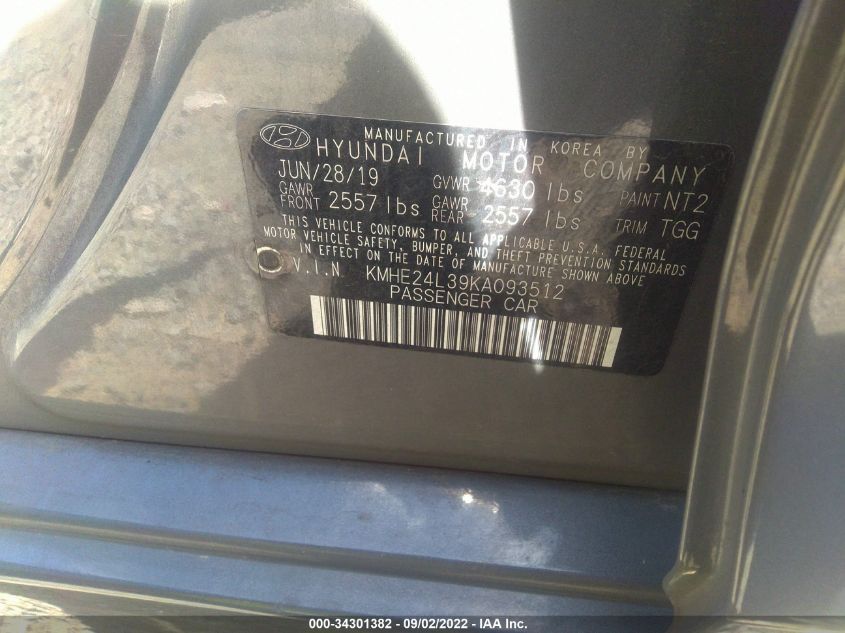 MANUFACTURED IN KOREA BY
HYUNDAI MOTOR COMPANY
JUN/28/19 GVWR 4630 lbs PAINT NT2
GAWR FRONT 2557 lbs GAWR REAR 2557 lbs TRIM TGG
THIS VEHICLE CONFORMS TO ALL APPLICABLE U.S.A. FEDERAL
MOTOR VEHICLE SAFETY, BUMPER, AND THEFT PREVENTION STANDARDS
IN EFFECT ON THE DATE OF MANUFACTURE SHOWN ABOVE
V.I.N KMHE24L39KA093512
PASSENGER CAR
000-34301382 - 09/02/2022 - IAA Inc.